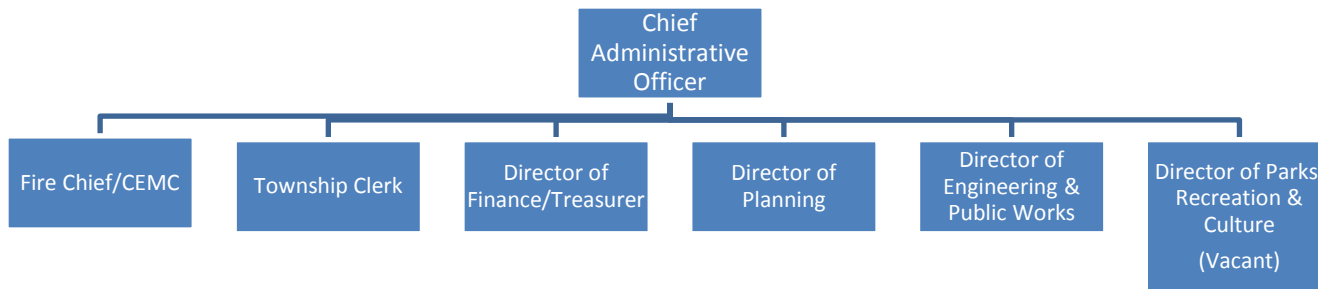 Chief
Administrative
Officer
Fire Chief/CEMC
Township Clerk
Director of
Finance/Treasurer
Director of
Planning
Director of
Engineering &
Public Works
Director of Parks
Recreation &
Culture
(Vacant)